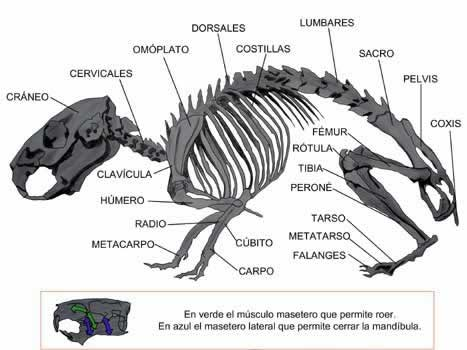 LUMBARES
DORSALES
OMÓPLATO
COSTILLAS
SACRO
CERVICALES
PELVIS
CRÁNEO
COXIS
FÉMUR
RÓTULA
CLAVÍCULA
TIBIA
PERONÉ
HÚMERO
RADIO
TARSO
METACARPO
CÚBITO
METATARSO
CARPO
FALANGES
En verde el músculo masetero que permite roer.
En azul el masetero lateral que permite cerrar la mandíbula.